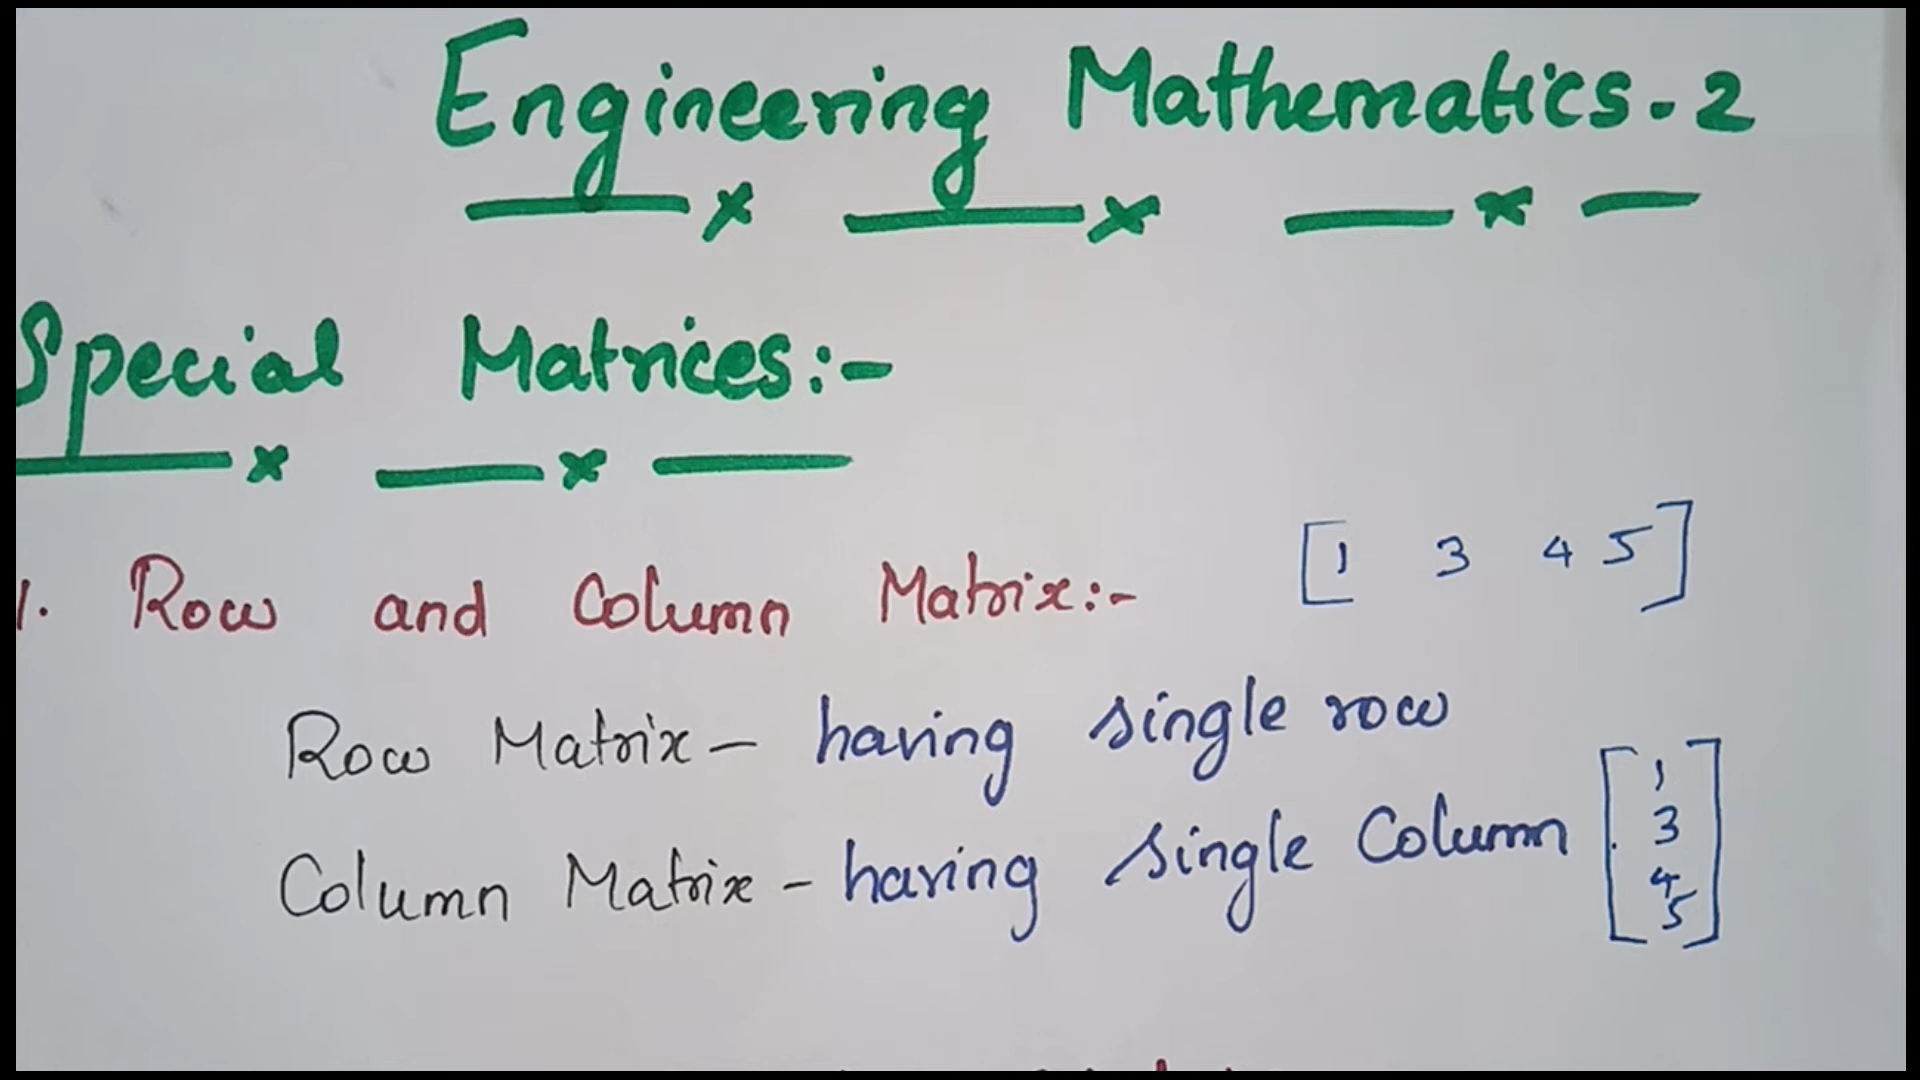 Engineering Mathematics-2
Special Matrices:-
1. Row and Column Matrix:- [1 3 4 5]
Row Matrix - having single row
Column Matrix - having single Column [1
3
4
5]